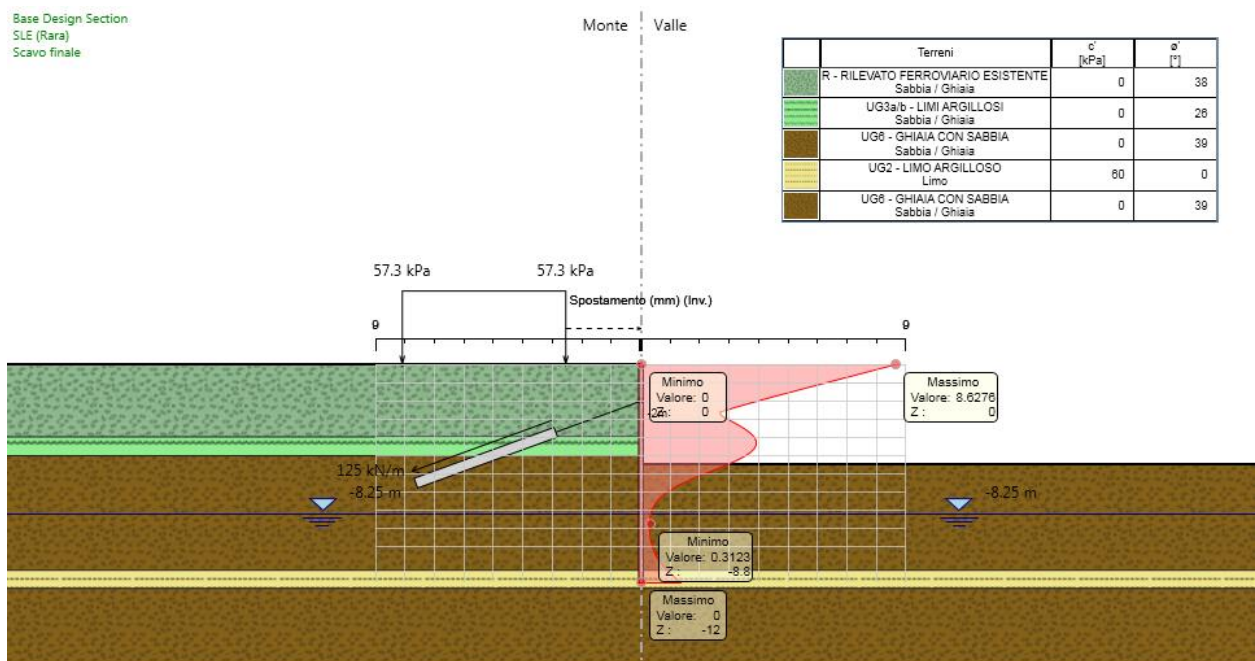 Base Design Section
SLE (Rara)
Scavo finale
Monte
Valle
Terreni
c'
[kPa]
ø'
[°]
R - RILEVATO FERROVIARIO ESISTENTE
Sabbia / Ghiaia
0
38
UG3a/b - LIMI ARGILLOSI
Sabbia / Ghiaia
0
26
UG6 - GHIAIA CON SABBIA
Sabbia / Ghiaia
0
39
UG2 - LIMO ARGILLOSO
Limo
60
0
UG6 - GHIAIA CON SABBIA
Sabbia / Ghiaia
0
39
57.3 kPa
57.3 kPa
Spostamento (mm) (Inv.)
9
9
Minimo
Valore: 0
Z : 0
-2m
Massimo
Valore: 8.6276
Z : 0
125 kN/m
-8.25 m
-8.25 m
Minimo
Valore: 0.3123
Z : -8.8
Massimo
Valore: 0
Z : -12